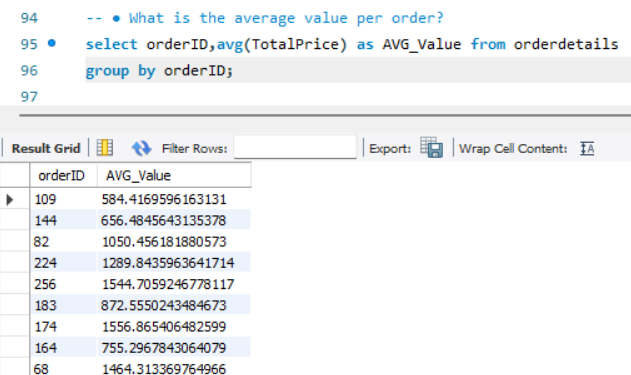 94 -- • What is the average value per order?
95 select orderID,avg(TotalPrice) as AVG_Value from orderdetails
96 group by orderID;
97
Result Grid Filter Rows: Export: Wrap Cell Content: IA
orderID AVG_Value
109 584.4169596163131
144 656.4845643135378
82 1050.456181880573
224 1289.8435963641714
256 1544.7059246778117
183 872.5550243484673
174 1556.865406482599
164 755.2967843064079
68 1464.313369764966